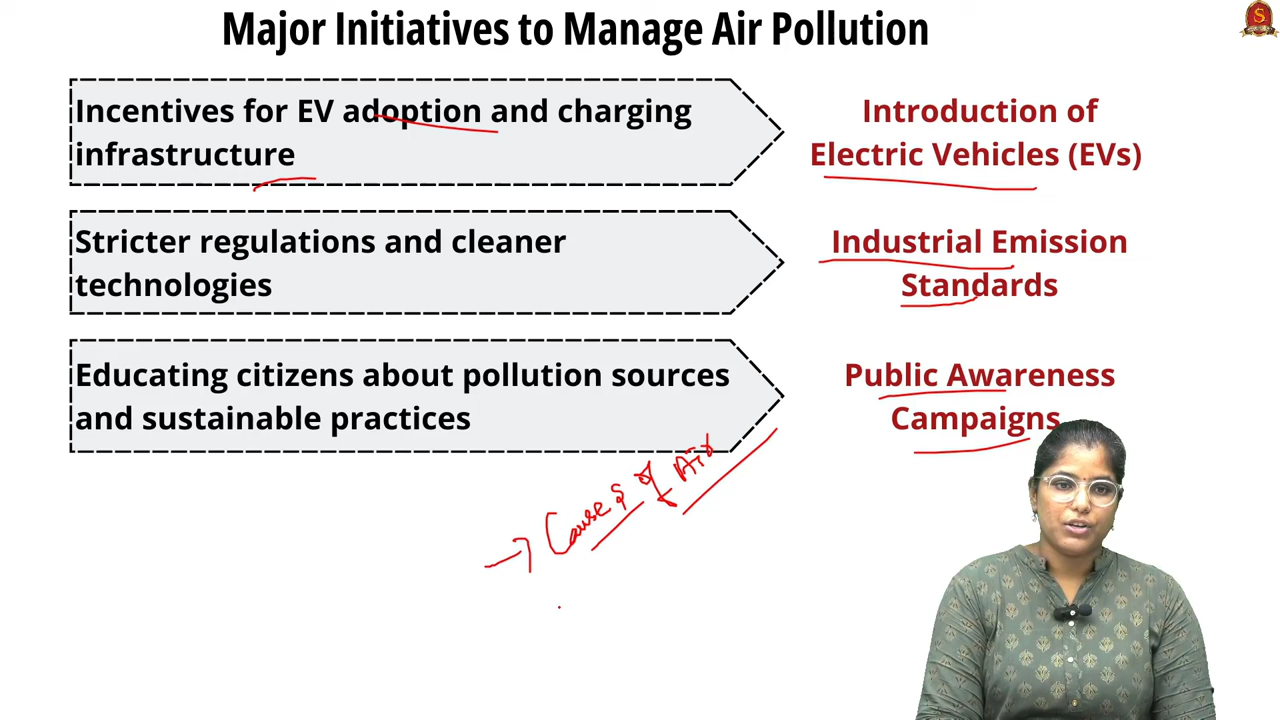 Major Initiatives to Manage Air Pollution
Incentives for EV adoption and charging
infrastructure
Introduction of
Electric Vehicles (EVs)
Stricter regulations and cleaner
technologies
Industrial Emission
Standards
Educating citizens about pollution sources
and sustainable practices
Public Awareness
Campaigns
→ Causes of Air